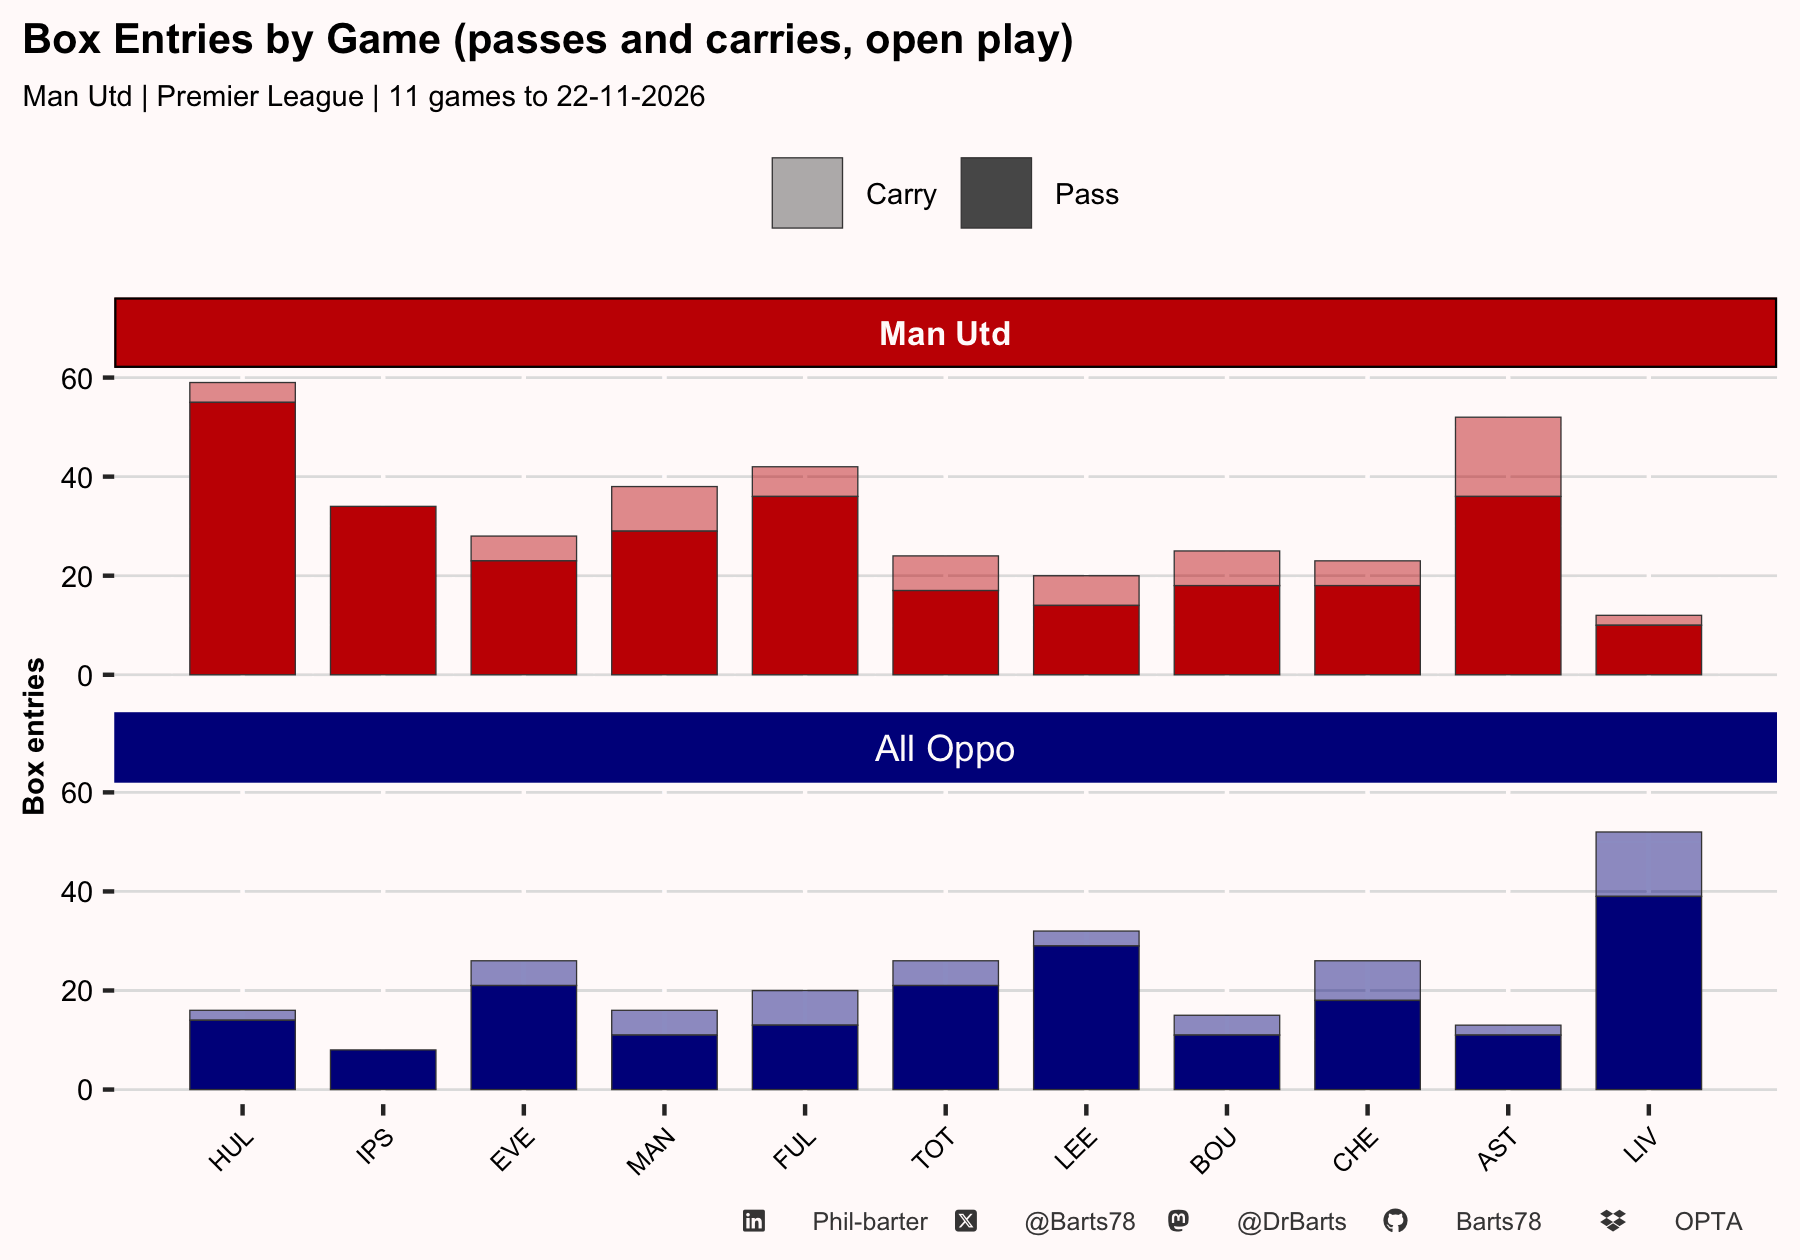 Box Entries by Game (passes and carries, open play)
Man Utd | Premier League | 11 games to 22-11-2026
Carry Pass
Man Utd
60
40
20
0
Box entries
All Oppo
60
40
20
0
HUL IPS EVE MAN FUL TOT LEE BOU CHE AST LIV
Phil-barter @Barts78 @DrBarts Barts78 OPTA